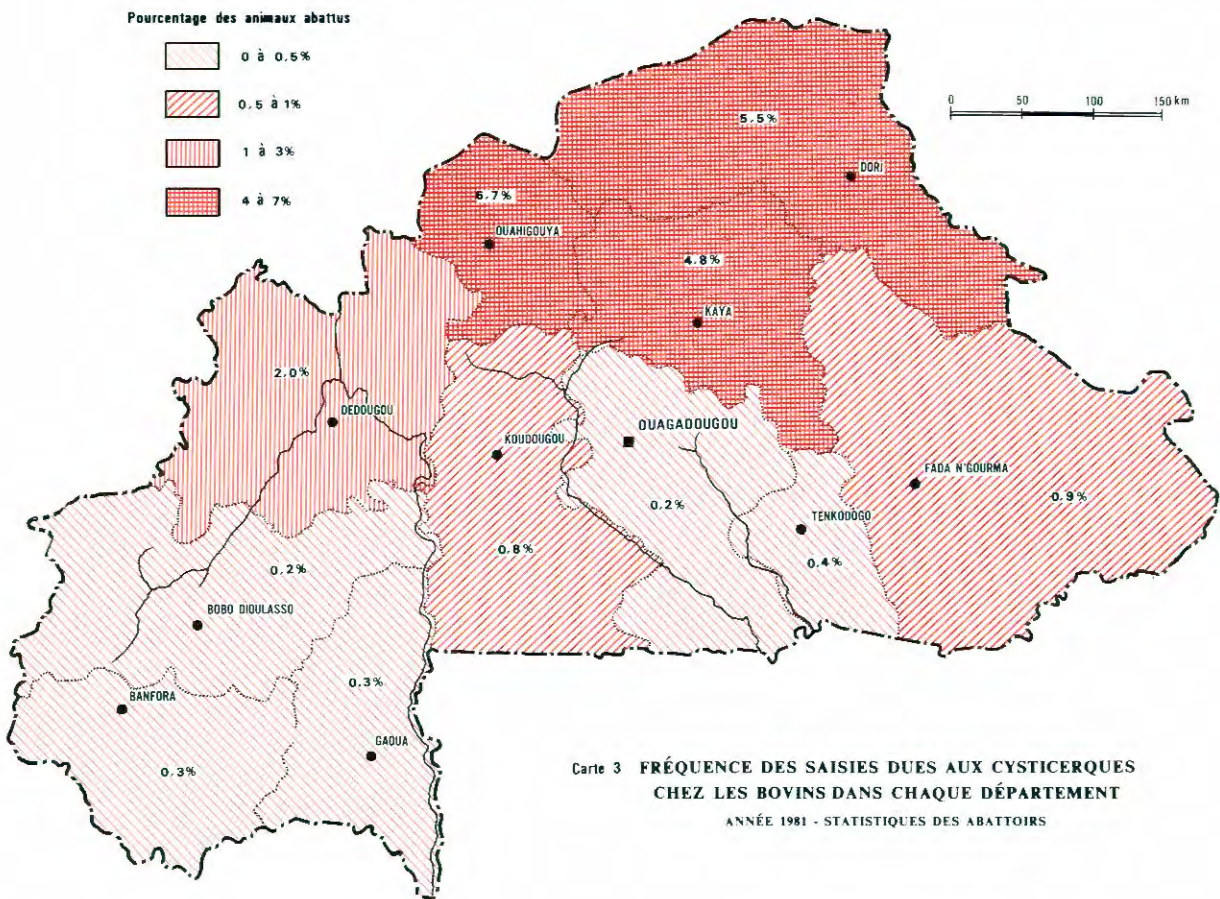 Pourcentage des animaux abattus
0 à 0.5%
0,5 à 1%
1 à 3%
4 à 7%
0 50 100 150 km
5,5%
DORI
6,7%
OUAHIGOUYA
4.8%
KAYA
2,0%
DEDOUGOU
KOUDOUGOU
OUAGADOUGOU
FADA N'GOURMA
0,2%
0,9%
TENKODOGO
0,8%
0,4%
0,2%
BOBO DIOULASSO
0,3%
BANFORA
GAOUA
0,3%
Carte 3 FRÉQUENCE DES SAISIES DUES AUX CYSTICERQUES
CHEZ LES BOVINS DANS CHAQUE DÉPARTEMENT
ANNÉE 1981 - STATISTIQUES DES ABATTOIRS